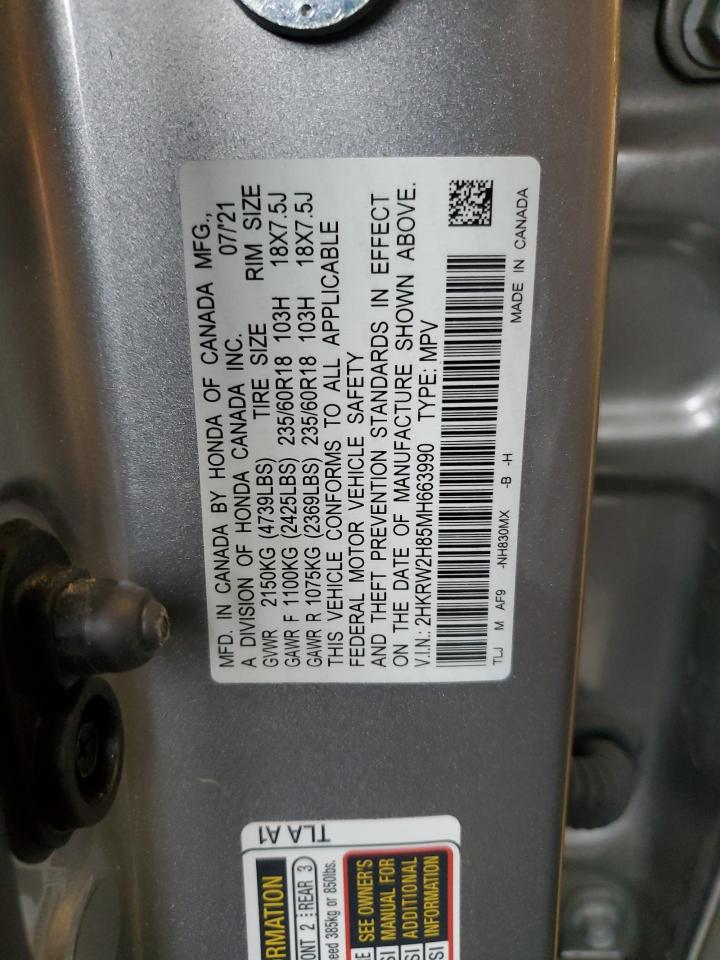 MFD. IN CANADA BY HONDA OF CANADA MFG.,
A DIVISION OF HONDA CANADA INC. 07/'21
GVWR 2150KG (4739LBS) TIRE SIZE RIM SIZE
GAWR F 1100KG (2425LBS) 235/60R18 103H 18X7.5J
GAWR R 1075KG (2369LBS) 235/60R18 103H 18X7.5J
THIS VEHICLE CONFORMS TO ALL APPLICABLE
FEDERAL MOTOR VEHICLE SAFETY
AND THEFT PREVENTION STANDARDS IN EFFECT
ON THE DATE OF MANUFACTURE SHOWN ABOVE.
V.I.N.: 2HKRW2H85MH663990 TYPE: MPV
TLJ M AF9 -NH830MX -B -H MADE IN CANADA
TLA A1
2 REAR 3
385kg or 850lbs.
SEE OWNER'S
MANUAL FOR
ADDITIONAL
INFORMATION